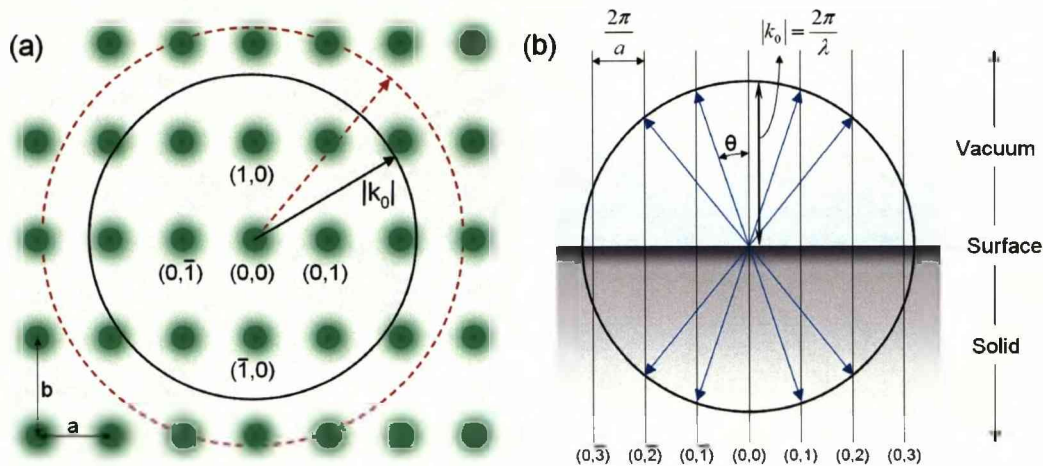 (a)
(1,0)
|k₀|
(0,1̄)
(0,0)
(0,1)
(1̄,0)
b
a
(b)
2π
a
|k₀| = 2π
λ
θ
Vacuum
Surface
Solid
(0,3̄)
(0,2̄)
(0,1̄)
(0,0)
(0,1)
(0,2)
(0,3)